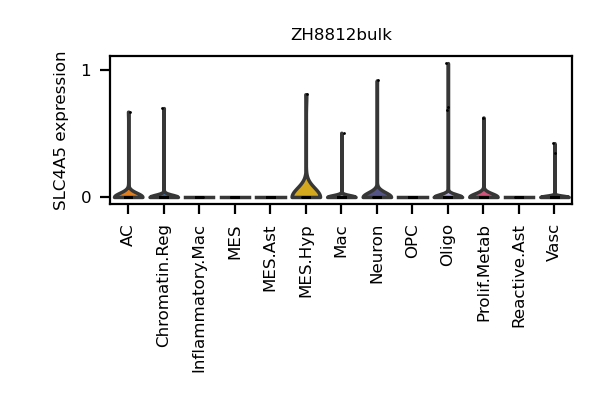 ZH8812bulk
SLC4A5 expression
1
0
AC
Chromatin.Reg
Inflammatory.Mac
MES
MES.Ast
MES.Hyp
Mac
Neuron
OPC
Oligo
Prolif.Metab
Reactive.Ast
Vasc